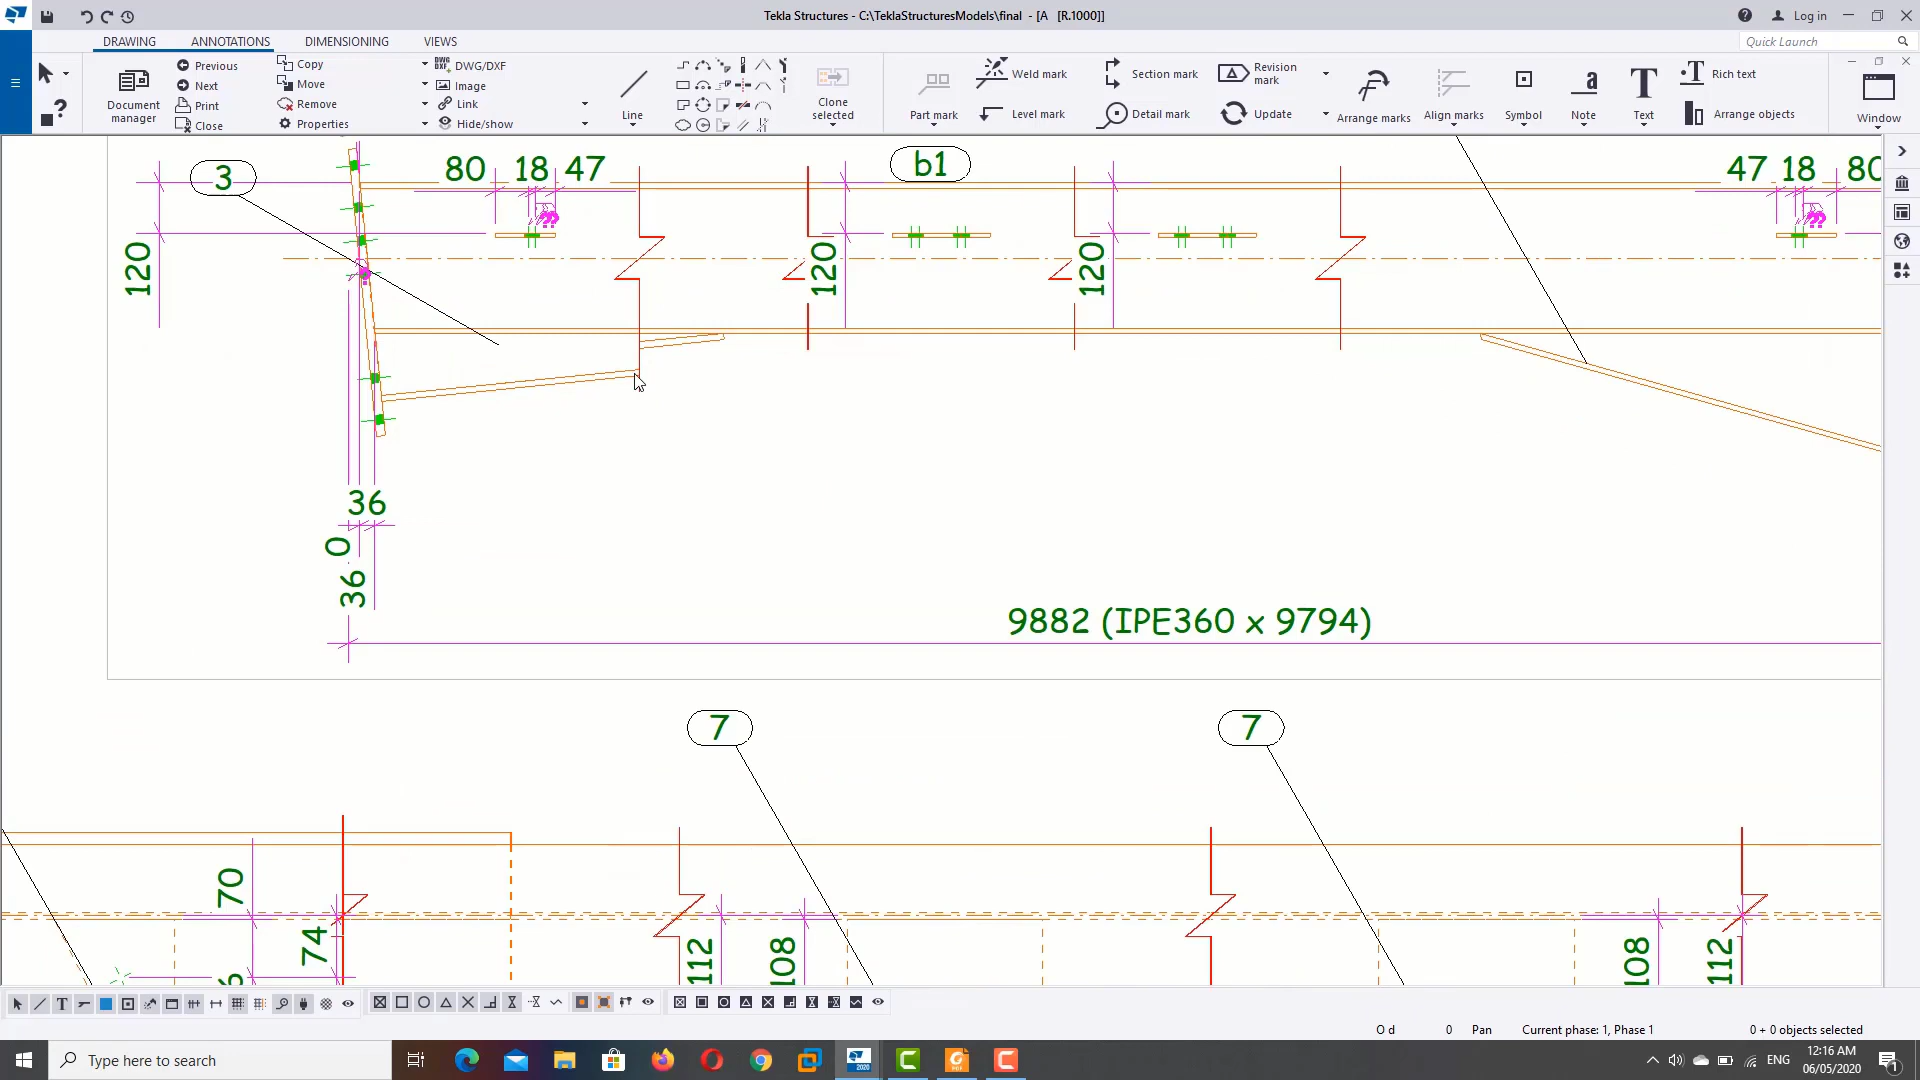 Tekla Structures - C:\TeklaStructuresModels\final - [A [R.1000]]
Log in
DRAWING ANNOTATIONS DIMENSIONING VIEWS
Quick Launch
Document manager
Previous
Next
Print
Close
Copy
Move
Remove
Properties
DWG/DXF
Image
Link
Hide/show
Line
Clone selected
Part mark
Weld mark
Level mark
Section mark
Detail mark
Revision mark
Update
Arrange marks
Align marks
Symbol
Note
Text
Rich text
Arrange objects
Window
3
80 18 47
b1
47 18 80
120
120
120
36
0
36
9882 (IPE360 x 9794)
7
7
70
74
112
108
108
112
O d 0 Pan Current phase: 1, Phase 1 0 + 0 objects selected
Type here to search
2020
ENG
12:16 AM
06/05/2020
1